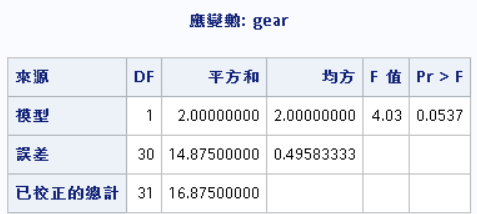 應變數: gear
來源 DF 平方和 均方 F 值 Pr > F
模型 1 2.00000000 2.00000000 4.03 0.0537
誤差 30 14.87500000 0.49583333
已校正的總計 31 16.87500000